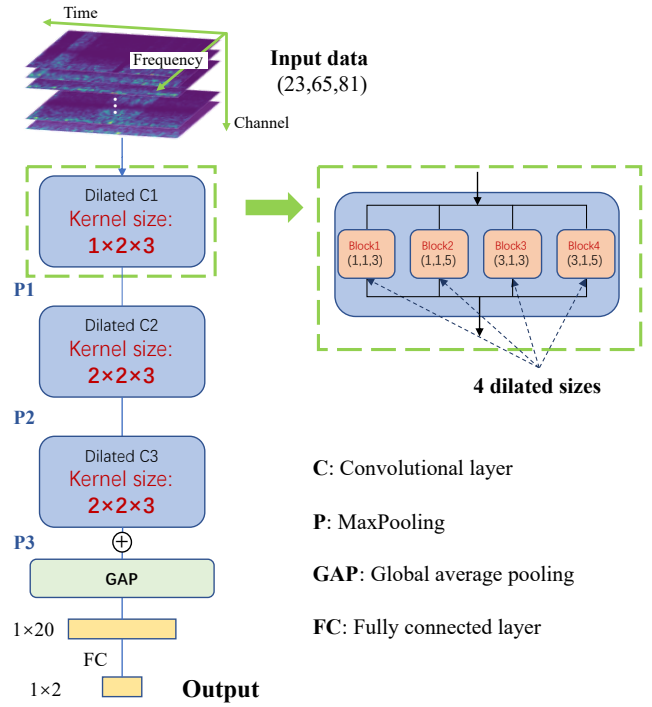 Time
Frequency
Channel
Input data
(23,65,81)
Dilated C1
Kernel size:
1×2×3
P1
Dilated C2
Kernel size:
2×2×3
P2
Dilated C3
Kernel size:
2×2×3
P3
GAP
1×20
FC
1×2
Output
Block1
(1,1,3)
Block2
(1,1,5)
Block3
(3,1,3)
Block4
(3,1,5)
4 dilated sizes
C: Convolutional layer
P: MaxPooling
GAP: Global average pooling
FC: Fully connected layer